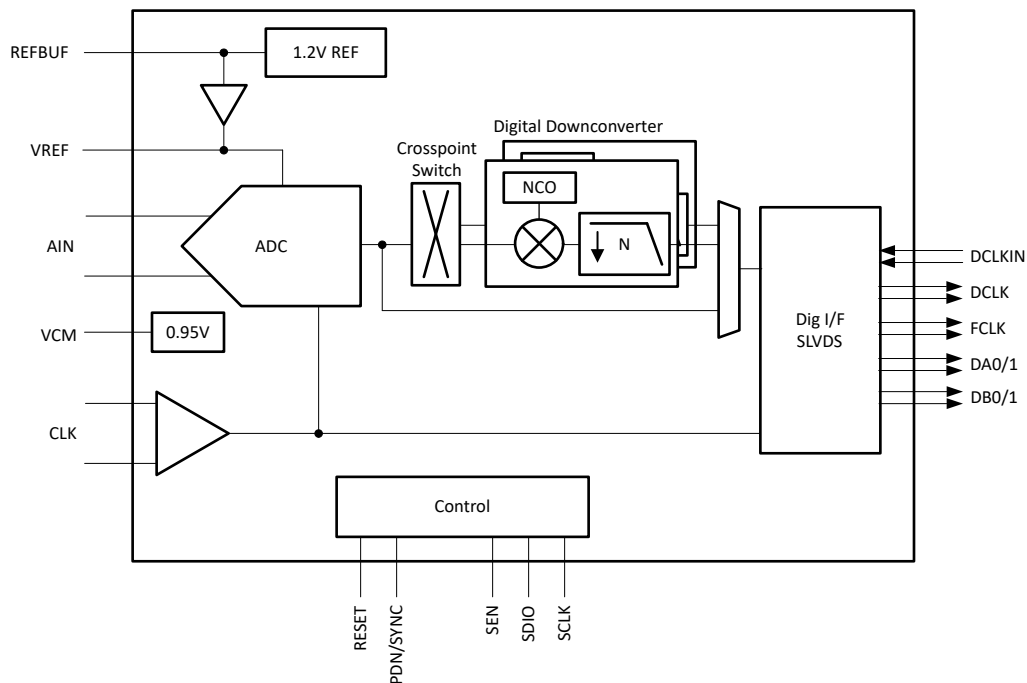 REFBUF
1.2V REF
VREF
Digital Downconverter
Crosspoint
Switch
NCO
N
AIN
ADC
DCLKIN
DCLK
FCLK
DA0/1
DB0/1
Dig I/F
SLVDS
VCM
0.95V
CLK
Control
RESET
PDN/SYNC
SEN
SDIO
SCLK